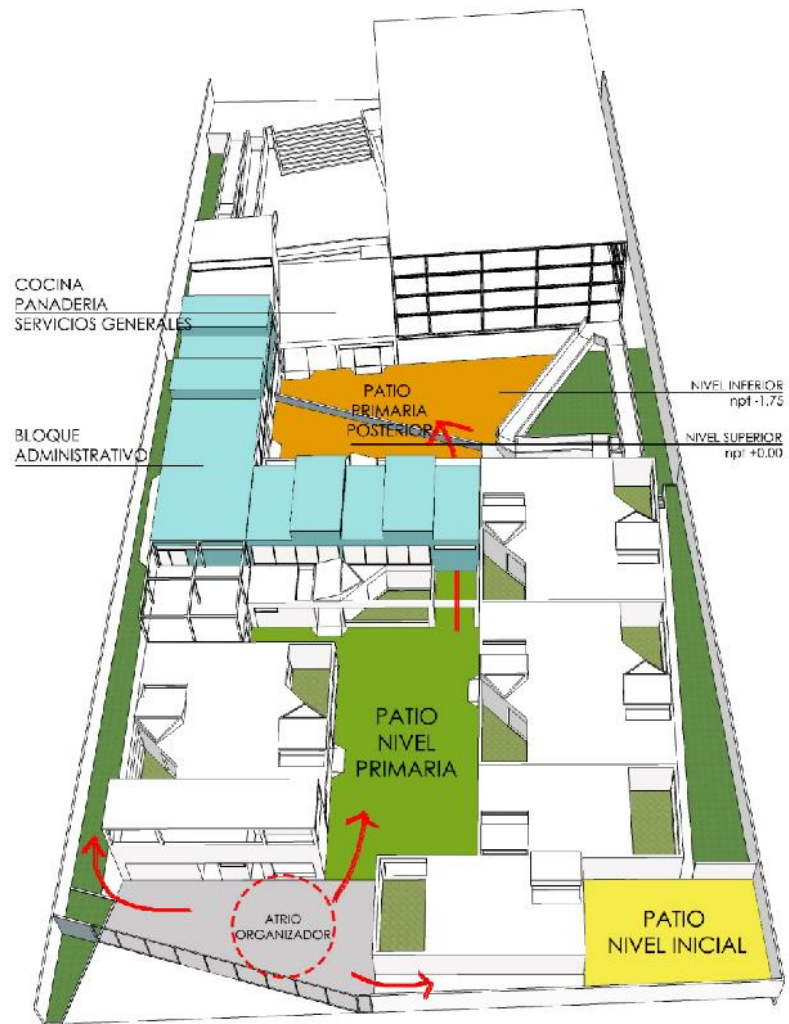 COCINA
PANADERIA
SERVICIOS GENERALES
BLOQUE
ADMINISTRATIVO
PATIO
PRIMARIA
POSTERIOR
NIVEL INFERIOR
npt -1.75
NIVEL SUPERIOR
npt +0.00
PATIO
NIVEL
PRIMARIA
ATRIO
ORGANIZADOR
PATIO
NIVEL INICIAL